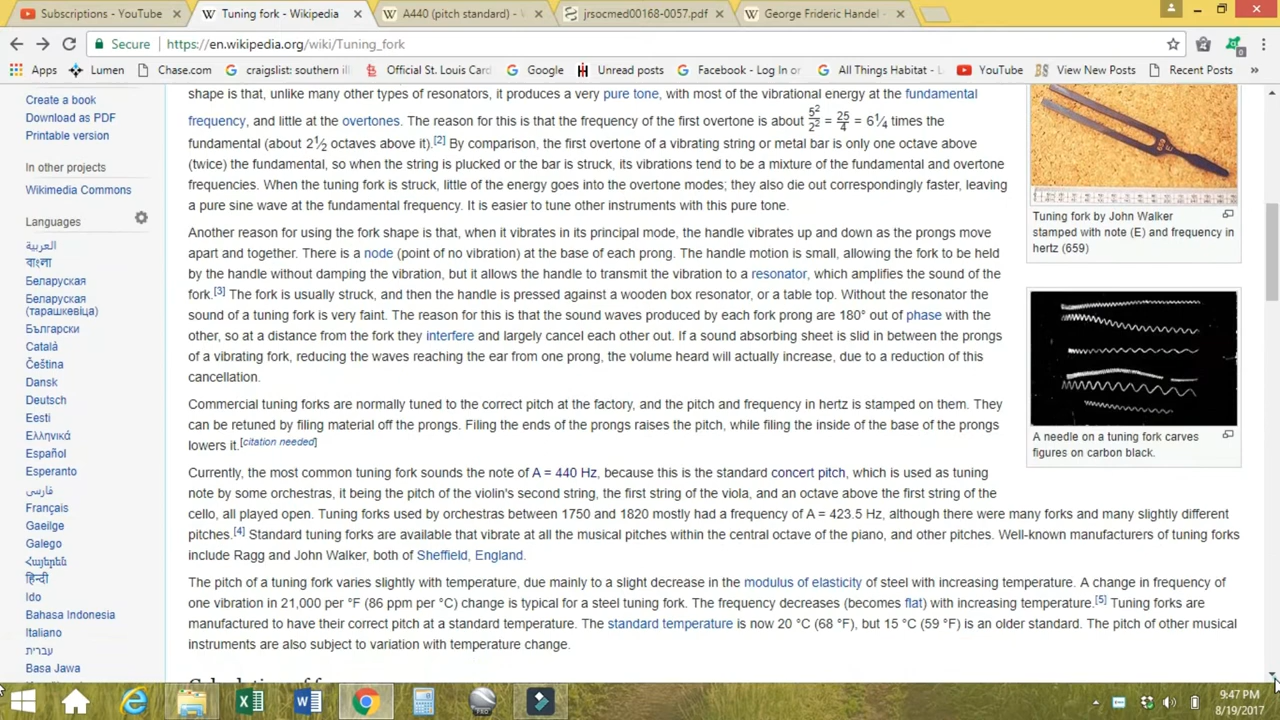 Subscriptions - YouTube
Tuning fork - Wikipedia
A440 (pitch standard) -
jrsocmed00168-0057.pdf
George Frideric Handel -
Secure
https://en.wikipedia.org/wiki/Tuning_fork
Apps
Lumen
Chase.com
craigslist: southern ill
Official St. Louis Card
Google
Unread posts
Facebook - Log In or
All Things Habitat - L
YouTube
View New Posts
Recent Posts
»
Create a book
Download as PDF
Printable version
In other projects
Wikimedia Commons
Languages
العربية
বাংলা
Беларуская
Беларуская
(тарашкевіца)
Български
Català
Čeština
Dansk
Deutsch
Eesti
Ελληνικά
Español
Esperanto
فارسی
Français
Gaeilge
Galego
Հայերեն
हिन्दी
Ido
Bahasa Indonesia
Italiano
עברית
Basa Jawa
shape is that, unlike many other types of resonators, it produces a very pure tone, with most of the vibrational energy at the fundamental
frequency, and little at the overtones. The reason for this is that the frequency of the first overtone is about 5²/2² = 25/4 = 6¼ times the
fundamental (about 2½ octaves above it).[2] By comparison, the first overtone of a vibrating string or metal bar is only one octave above
(twice) the fundamental, so when the string is plucked or the bar is struck, its vibrations tend to be a mixture of the fundamental and overtone
frequencies. When the tuning fork is struck, little of the energy goes into the overtone modes; they also die out correspondingly faster, leaving
a pure sine wave at the fundamental frequency. It is easier to tune other instruments with this pure tone.
Another reason for using the fork shape is that, when it vibrates in its principal mode, the handle vibrates up and down as the prongs move
apart and together. There is a node (point of no vibration) at the base of each prong. The handle motion is small, allowing the fork to be held
by the handle without damping the vibration, but it allows the handle to transmit the vibration to a resonator, which amplifies the sound of the
fork.[3] The fork is usually struck, and then the handle is pressed against a wooden box resonator, or a table top. Without the resonator the
sound of a tuning fork is very faint. The reason for this is that the sound waves produced by each fork prong are 180° out of phase with the
other, so at a distance from the fork they interfere and largely cancel each other out. If a sound absorbing sheet is slid in between the prongs
of a vibrating fork, reducing the waves reaching the ear from one prong, the volume heard will actually increase, due to a reduction of this
cancellation.
Commercial tuning forks are normally tuned to the correct pitch at the factory, and the pitch and frequency in hertz is stamped on them. They
can be retuned by filing material off the prongs. Filing the ends of the prongs raises the pitch, while filing the inside of the base of the prongs
lowers it.[citation needed]
Currently, the most common tuning fork sounds the note of A = 440 Hz, because this is the standard concert pitch, which is used as tuning
note by some orchestras, it being the pitch of the violin's second string, the first string of the viola, and an octave above the first string of the
cello, all played open. Tuning forks used by orchestras between 1750 and 1820 mostly had a frequency of A = 423.5 Hz, although there were many forks and many slightly different
pitches.[4] Standard tuning forks are available that vibrate at all the musical pitches within the central octave of the piano, and other pitches. Well-known manufacturers of tuning forks
include Ragg and John Walker, both of Sheffield, England.
The pitch of a tuning fork varies slightly with temperature, due mainly to a slight decrease in the modulus of elasticity of steel with increasing temperature. A change in frequency of
one vibration in 21,000 per °F (86 ppm per °C) change is typical for a steel tuning fork. The frequency decreases (becomes flat) with increasing temperature.[5] Tuning forks are
manufactured to have their correct pitch at a standard temperature. The standard temperature is now 20 °C (68 °F), but 15 °C (59 °F) is an older standard. The pitch of other musical
instruments are also subject to variation with temperature change.
Tuning fork by John Walker
stamped with note (E) and frequency in
hertz (659)
A needle on a tuning fork carves
figures on carbon black.
9:47 PM
8/19/2017